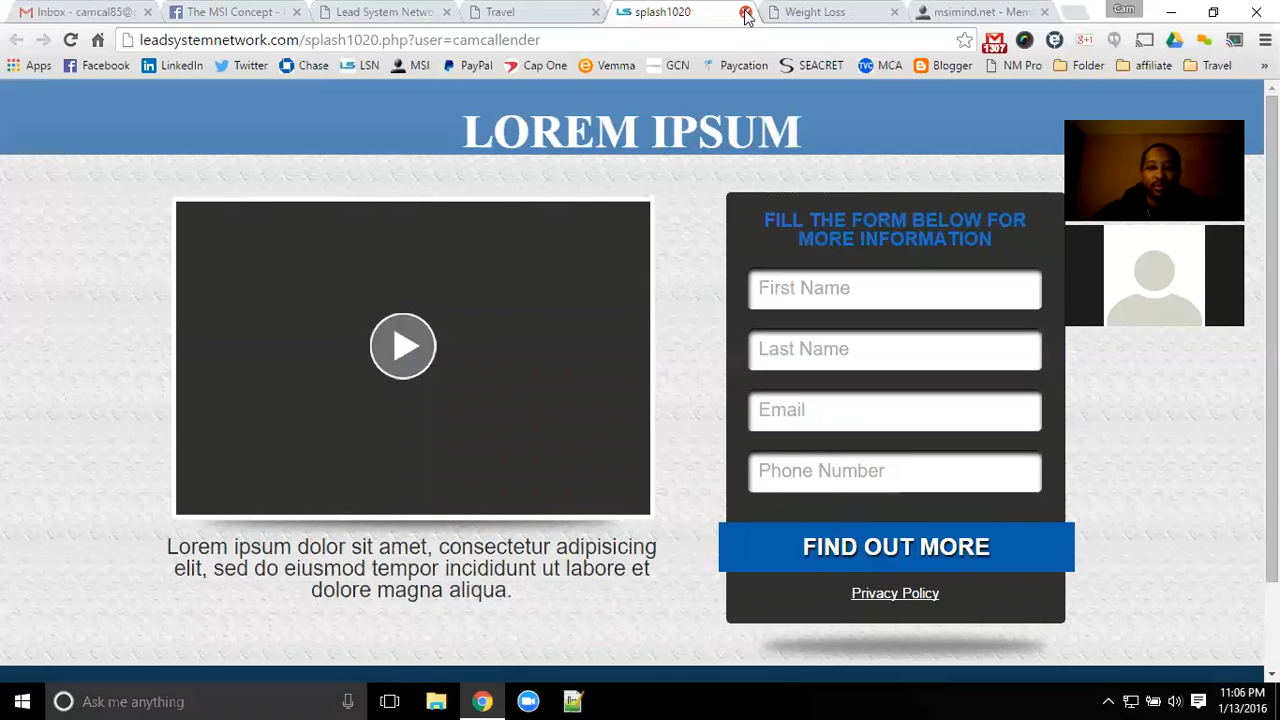 Inbox - camcal85@g
The MSI Concept -
Lead System Netwo
Travel
splash1020
Weight Loss
msimind.net - Mem
Cam
leadsystemnetwork.com/splash1020.php?user=camcallender
1307
Apps
Facebook
LinkedIn
Twitter
Chase
LSN
MSI
PayPal
Cap One
Vemma
GCN
Paycation
SEACRET
TVC MCA
Blogger
NM Pro
Folder
affiliate
Travel
LOREM IPSUM
FILL THE FORM BELOW FOR
MORE INFORMATION
First Name
Last Name
Email
Phone Number
FIND OUT MORE
Privacy Policy
Lorem ipsum dolor sit amet, consectetur adipisicing
elit, sed do eiusmod tempor incididunt ut labore et
dolore magna aliqua.
Ask me anything
11:06 PM
1/13/2016